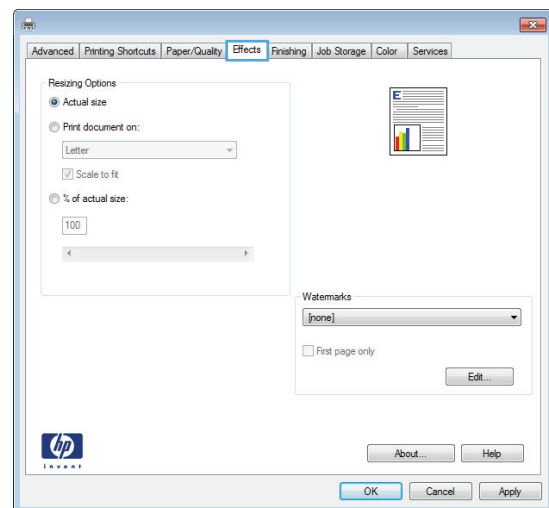 Advanced Printing Shortcuts Paper/Quality Effects Finishing Job Storage Color Services
Resizing Options
Actual size
Print document on:
Letter
Scale to fit
% of actual size:
100
E
Watermarks
[none]
First page only
Edit...
hp
invent
About... Help
OK Cancel Apply